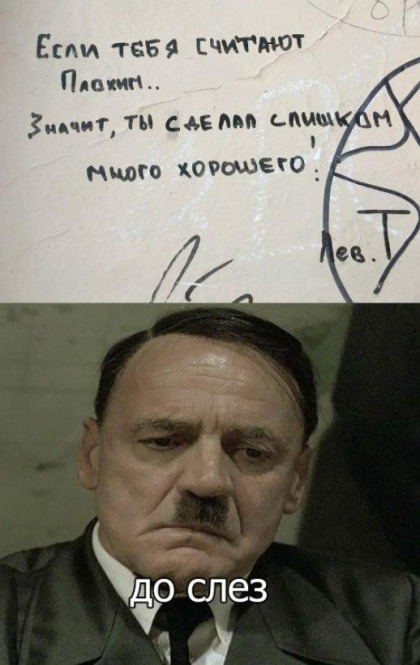 Если тебя считают
Плохим..
Значит, ты сделал слишком
много хорошего!
Лев. Т
до слез